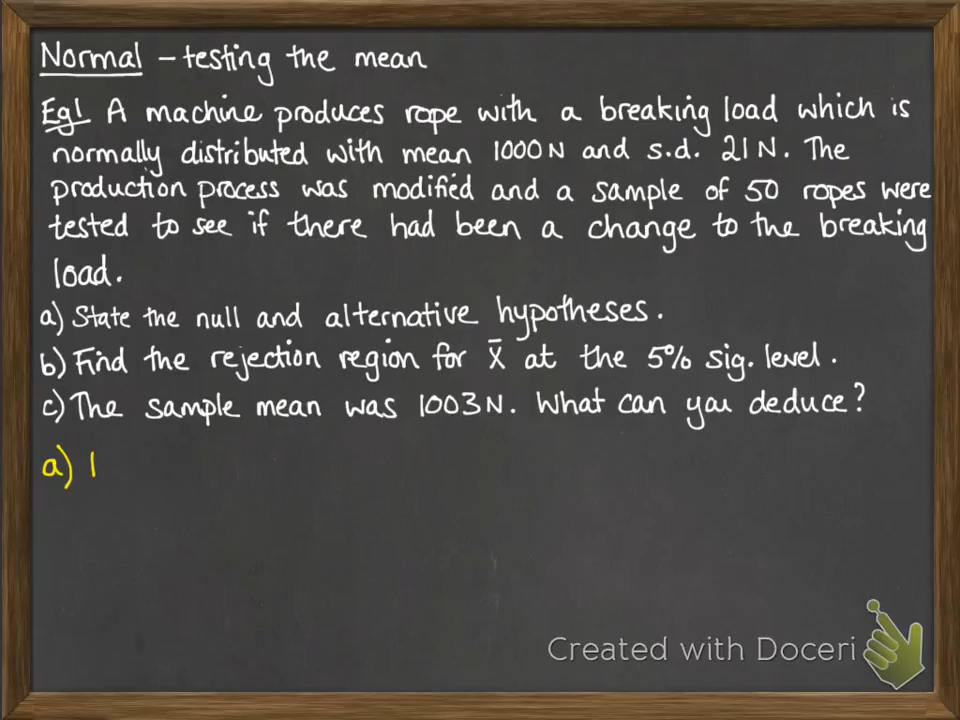 Normal – testing the mean
Eg1 A machine produces rope with a breaking load which is
normally distributed with mean 1000N and s.d. 21N. The
production process was modified and a sample of 50 ropes were
tested to see if there had been a change to the breaking
load.
a) State the null and alternative hypotheses.
b) Find the rejection region for X̄ at the 5% sig. level.
c) The sample mean was 1003N. What can you deduce?
a) I
Created with Doceri